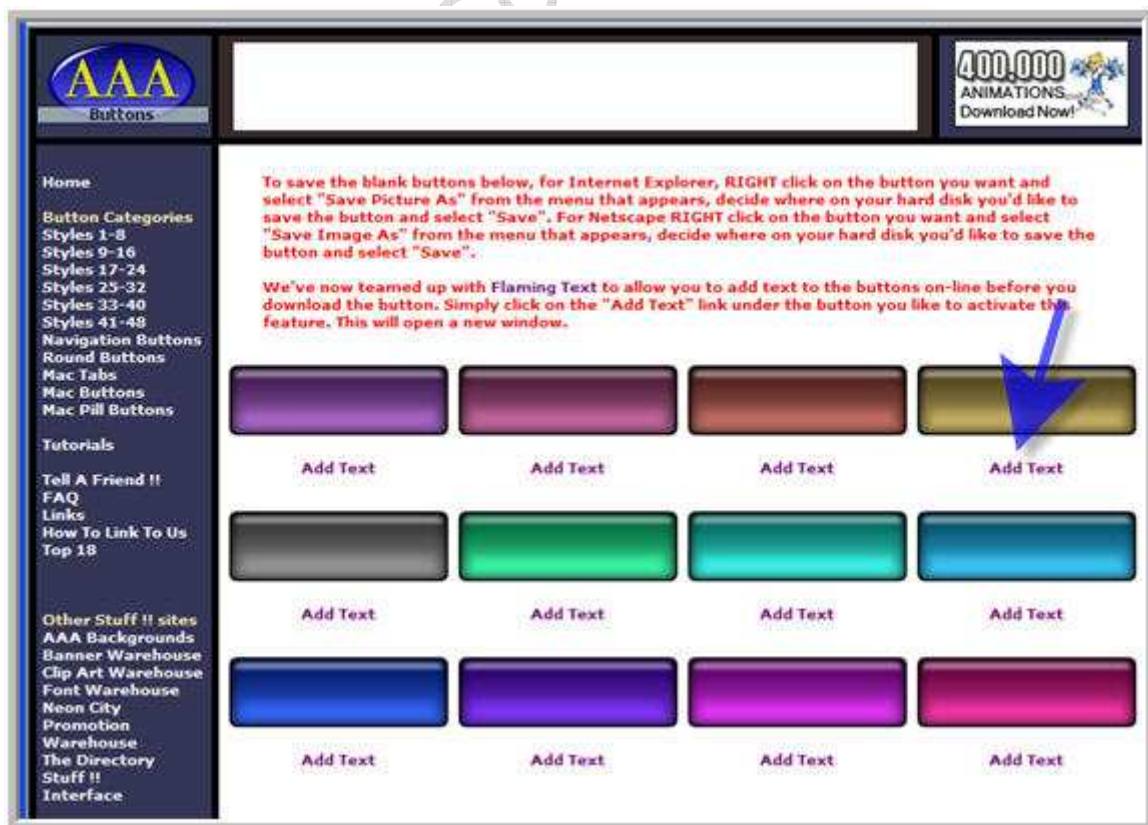 AAA
Buttons
400,000
ANIMATIONS
Download Now!
Home
Button Categories
Styles 1-8
Styles 9-16
Styles 17-24
Styles 25-32
Styles 33-40
Styles 41-48
Navigation Buttons
Round Buttons
Mac Tabs
Mac Buttons
Mac Pill Buttons
Tutorials
Tell A Friend !!
FAQ
Links
How To Link To Us
Top 18
Other Stuff !! sites
AAA Backgrounds
Banner Warehouse
Clip Art Warehouse
Font Warehouse
Neon City
Promotion
Warehouse
The Directory
Stuff !!
Interface
To save the blank buttons below, for Internet Explorer, RIGHT click on the button you want and
select "Save Picture As" from the menu that appears, decide where on your hard disk you'd like to
save the button and select "Save". For Netscape RIGHT click on the button you want and select
"Save Image As" from the menu that appears, decide where on your hard disk you'd like to save the
button and select "Save".
We've now teamed up with Flaming Text to allow you to add text to the buttons on-line before you
download the button. Simply click on the "Add Text" link under the button you like to activate this
feature. This will open a new window.
Add Text Add Text Add Text Add Text
Add Text Add Text Add Text Add Text
Add Text Add Text Add Text Add Text